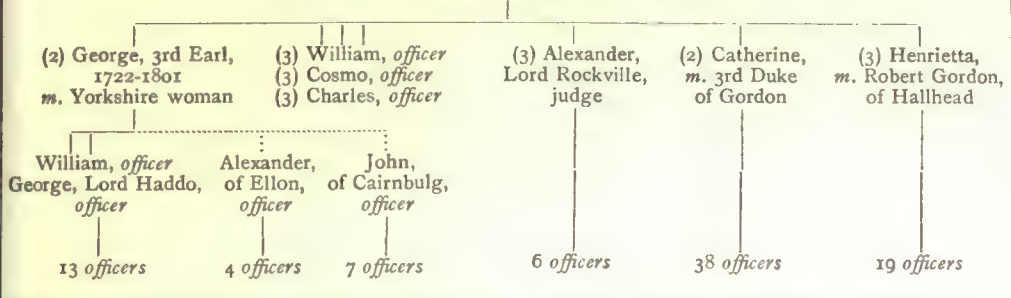 (2) George, 3rd Earl,
1722-1801
m. Yorkshire woman
(3) William, officer
(3) Cosmo, officer
(3) Charles, officer
(3) Alexander,
Lord Rockville,
judge
(2) Catherine,
m. 3rd Duke
of Gordon
(3) Henrietta,
m. Robert Gordon,
of Hallhead
William, officer
George, Lord Haddo,
officer
Alexander,
of Ellon,
officer
John,
of Cairnbulg,
officer
13 officers
4 officers
7 officers
6 officers
38 officers
19 officers